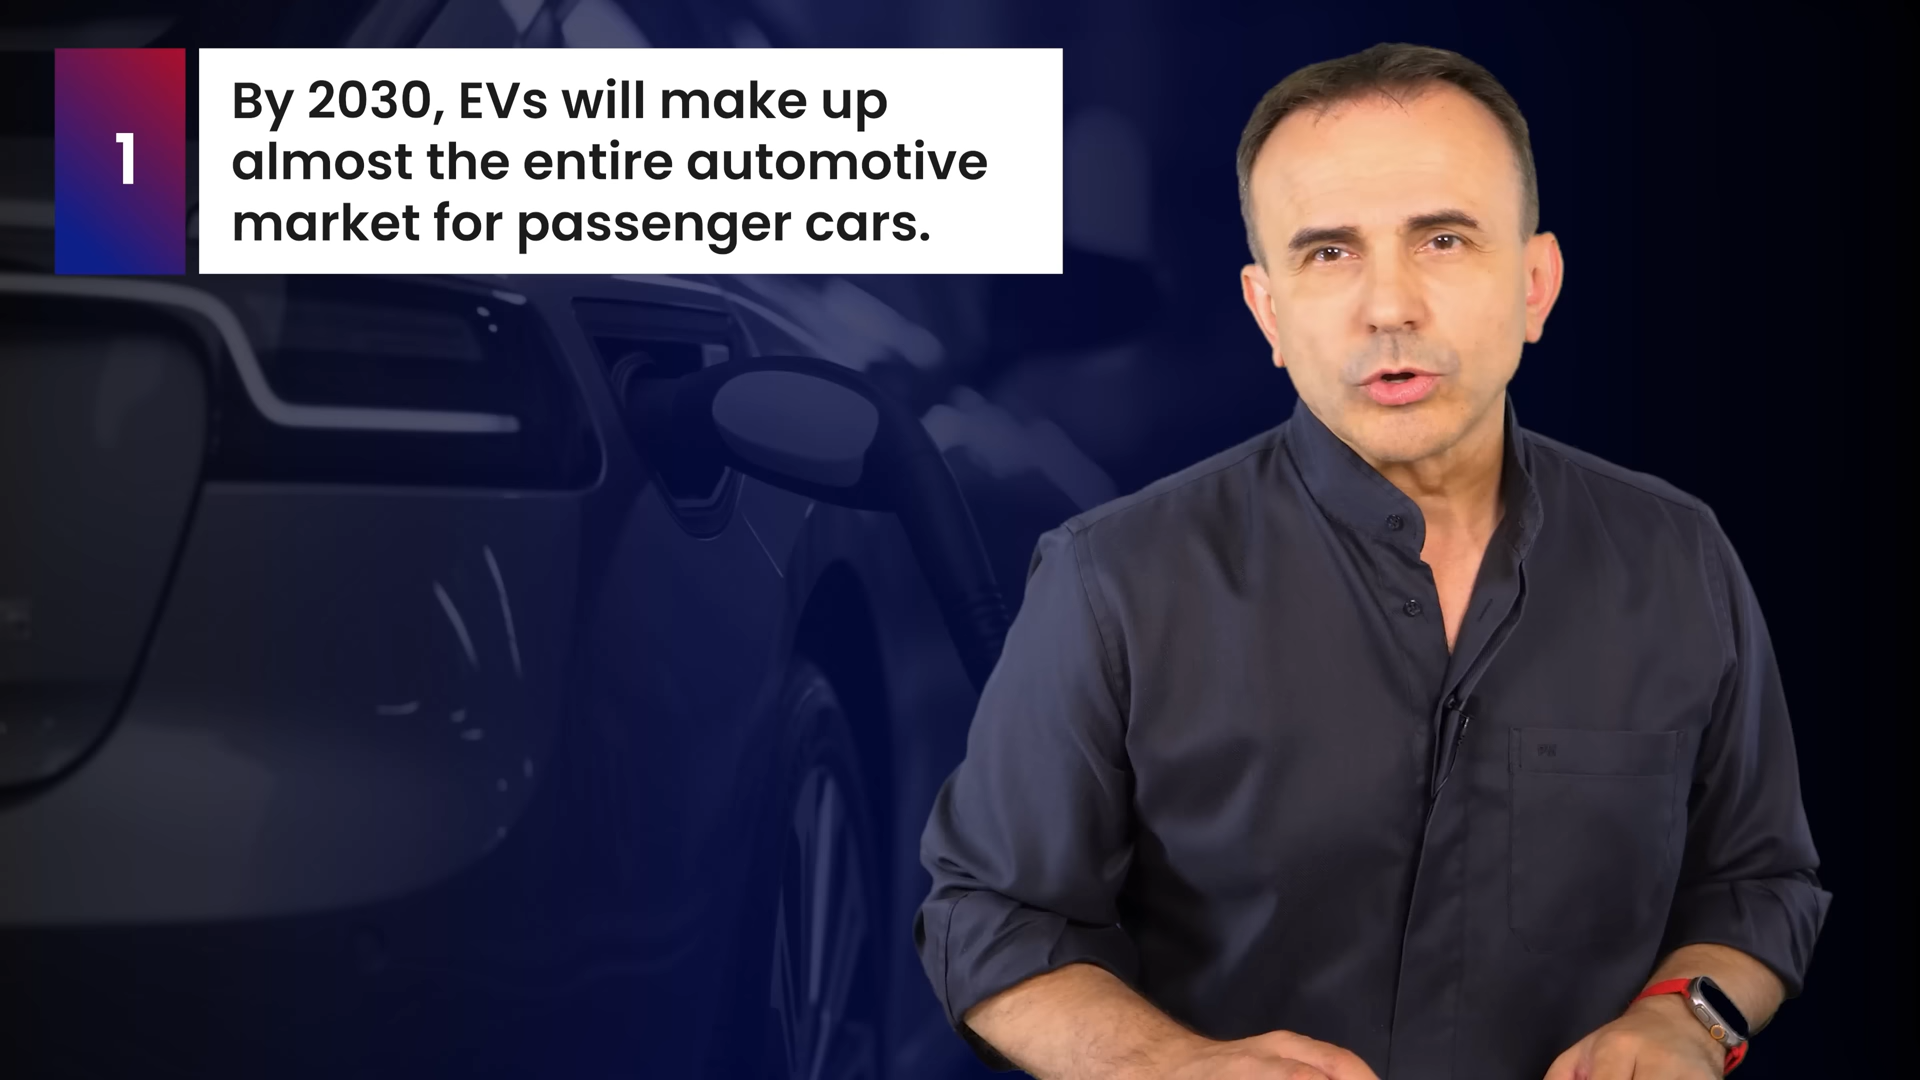 1
By 2030, EVs will make up
almost the entire automotive
market for passenger cars.